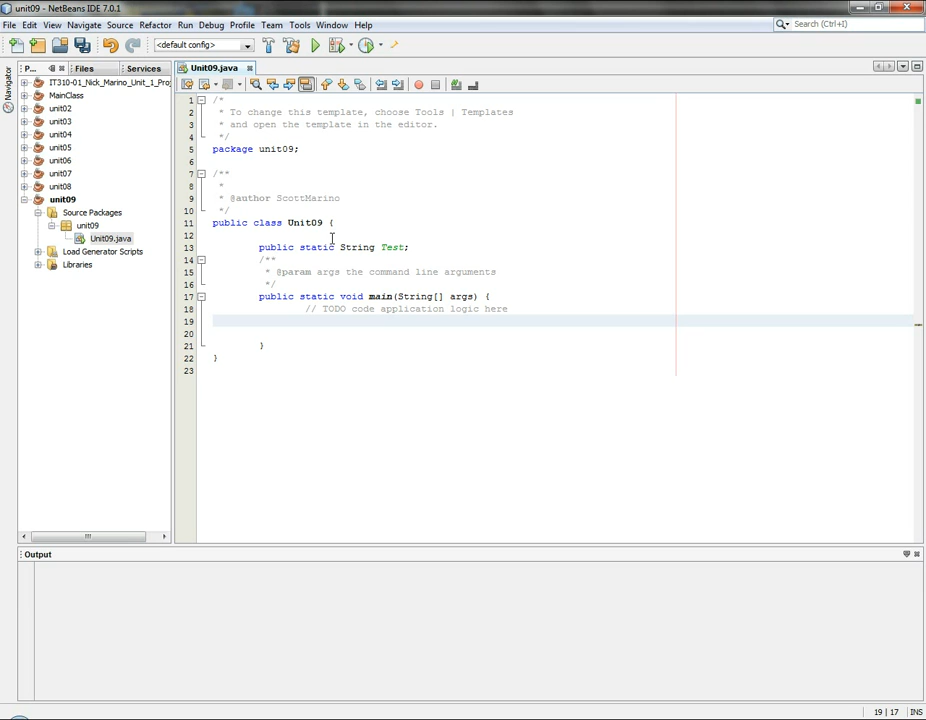 unit09 - NetBeans IDE 7.0.1
File Edit View Navigate Source Refactor Run Debug Profile Team Tools Window Help
Search (Ctrl+I)
<default config>
Navigator
P... Files Services
Unit09.java
IT310-01_Nick_Marino_Unit_1_Proj
MainClass
unit02
unit03
unit04
unit05
unit06
unit07
unit08
unit09
Source Packages
unit09
Unit09.java
Load Generator Scripts
Libraries
1 /*
2 * To change this template, choose Tools | Templates
3 * and open the template in the editor.
4 */
5 package unit09;
6
7 /**
8 *
9 * @author ScottMarino
10 */
11 public class Unit09 {
12
13 public static String Test;
14 /**
15 * @param args the command line arguments
16 */
17 public static void main(String[] args) {
18 // TODO code application logic here
19
20
21 }
22 }
23
Output
19 | 17 INS